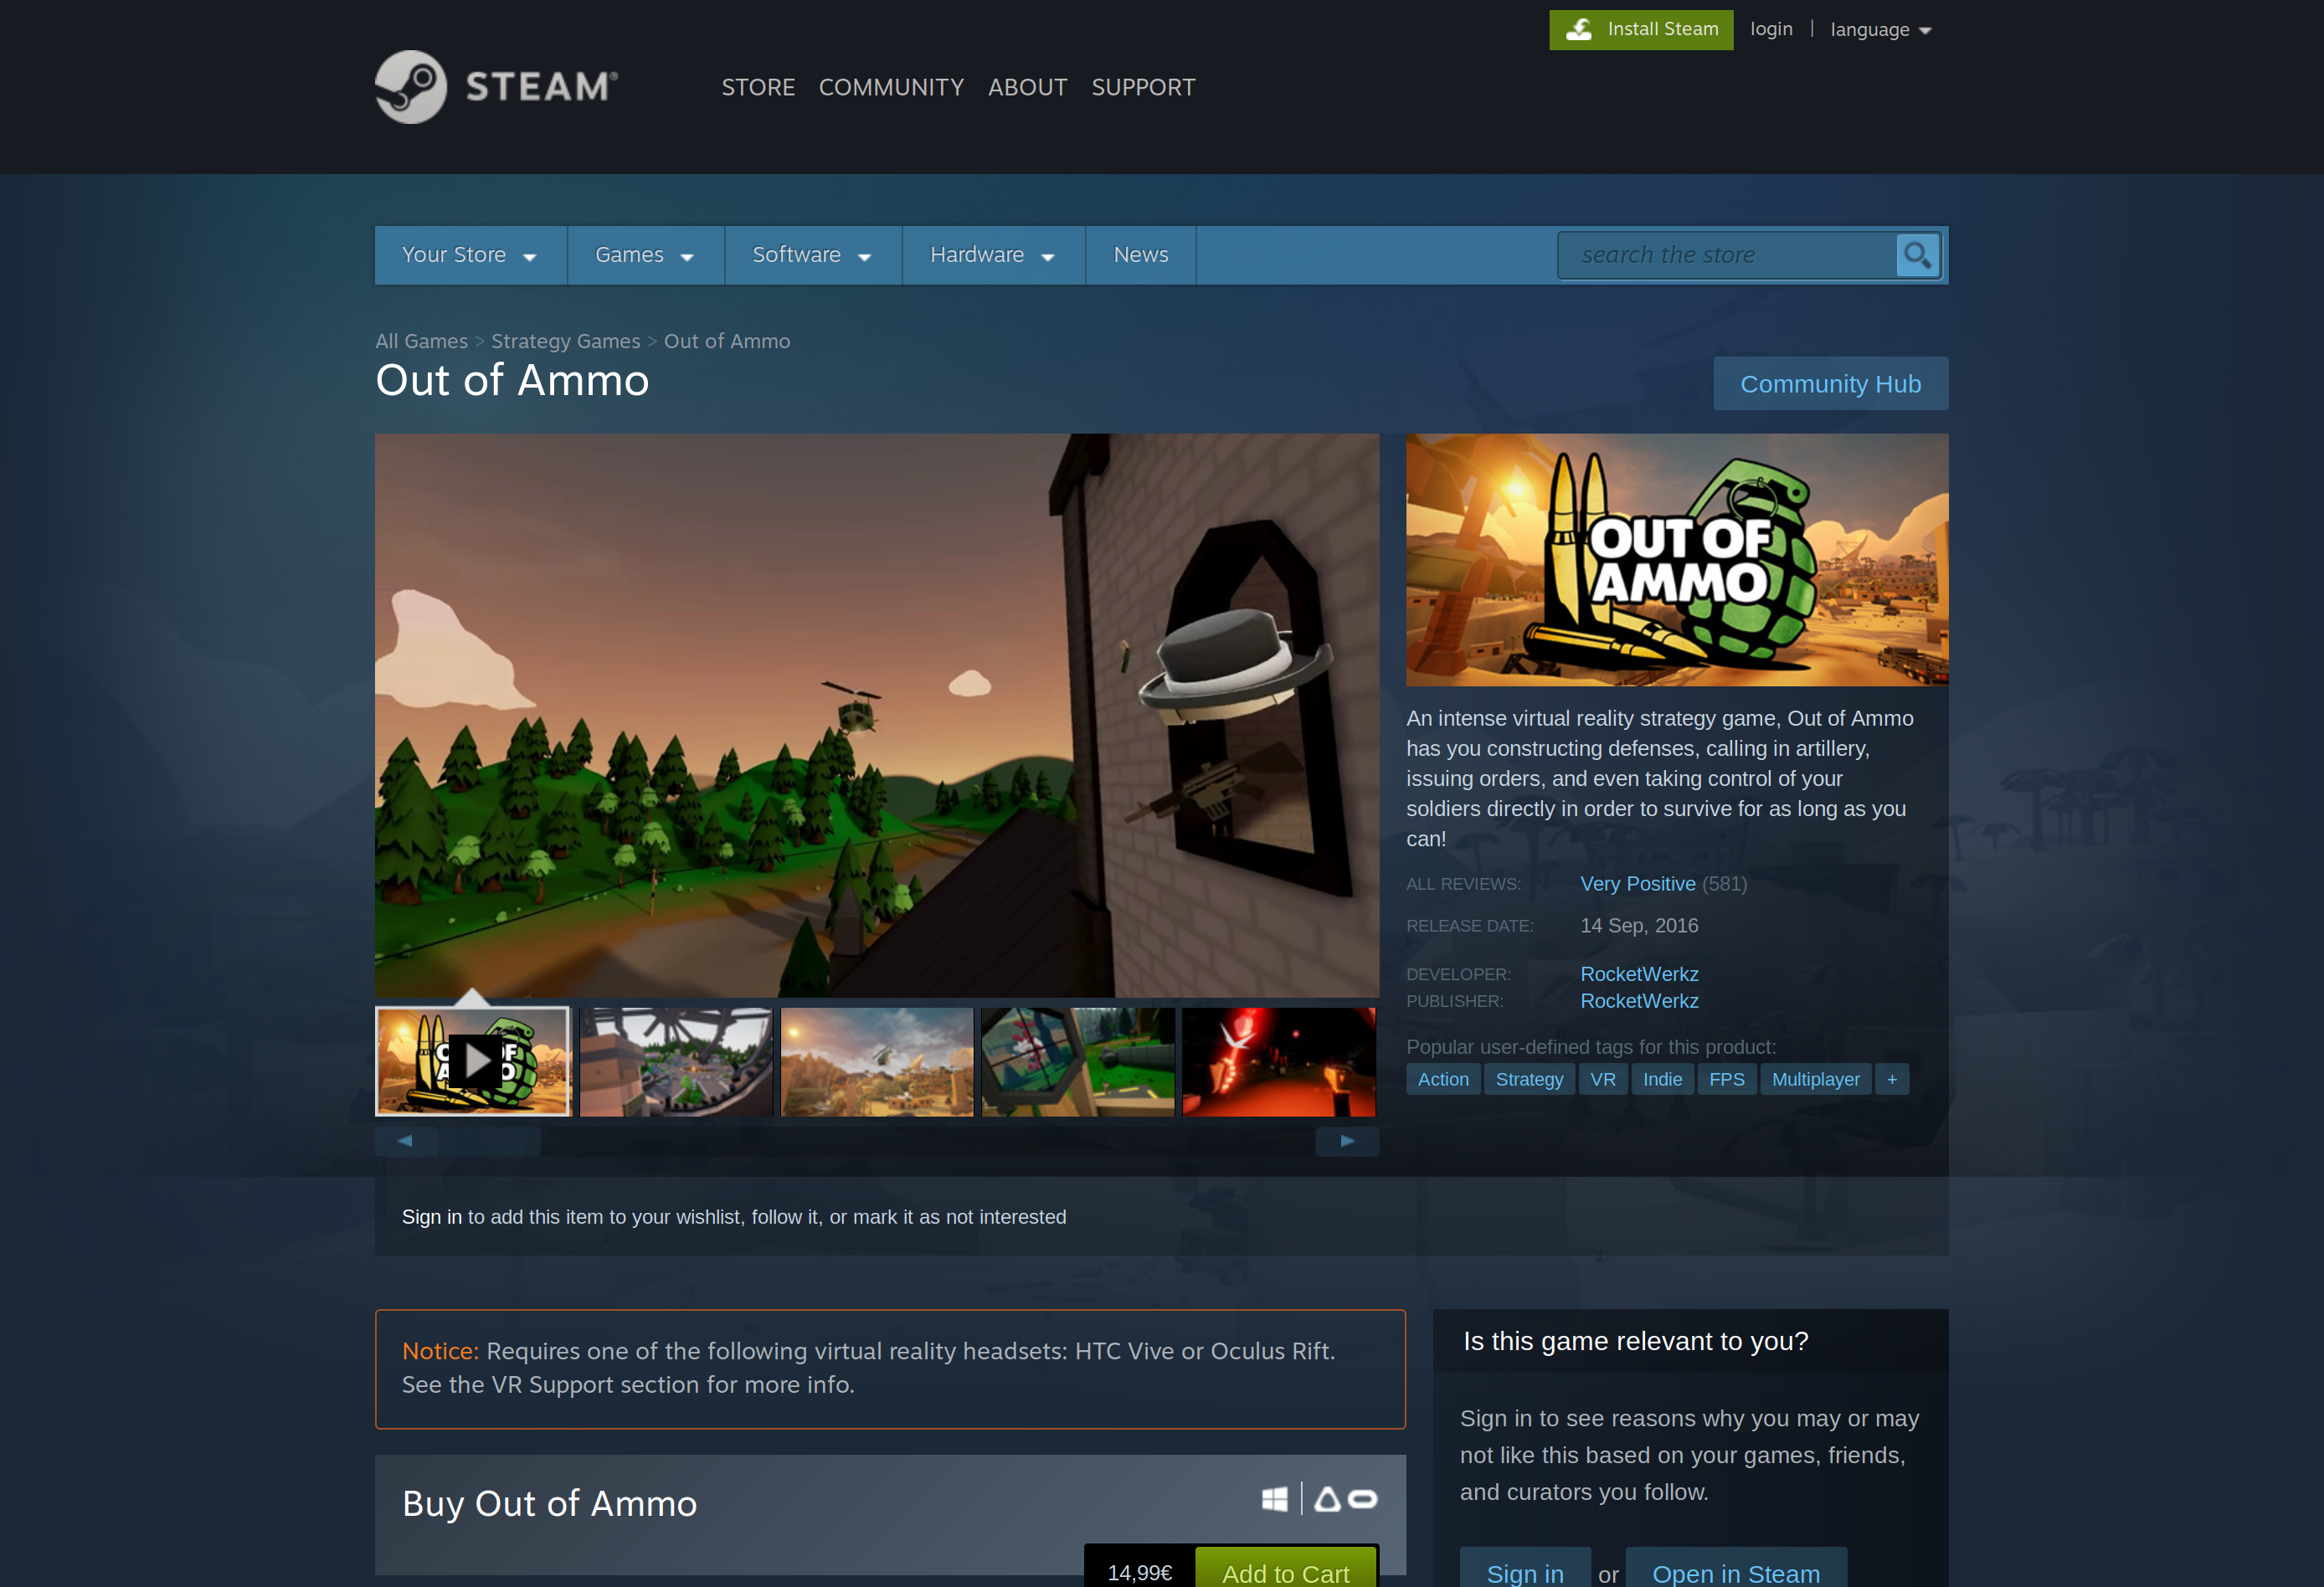 Install Steam
login
language
STEAM®
STORE
COMMUNITY
ABOUT
SUPPORT
Your Store
Games
Software
Hardware
News
search the store
All Games > Strategy Games > Out of Ammo
Out of Ammo
Community Hub
OUT OF
AMMO
An intense virtual reality strategy game, Out of Ammo
has you constructing defenses, calling in artillery,
issuing orders, and even taking control of your
soldiers directly in order to survive for as long as you
can!
ALL REVIEWS: Very Positive (581)
RELEASE DATE: 14 Sep, 2016
DEVELOPER: RocketWerkz
PUBLISHER: RocketWerkz
Popular user-defined tags for this product:
Action
Strategy
VR
Indie
FPS
Multiplayer
+
Sign in to add this item to your wishlist, follow it, or mark it as not interested
Notice: Requires one of the following virtual reality headsets: HTC Vive or Oculus Rift.
See the VR Support section for more info.
Buy Out of Ammo
14,99€
Add to Cart
Is this game relevant to you?
Sign in to see reasons why you may or may
not like this based on your games, friends,
and curators you follow.
Sign in or Open in Steam